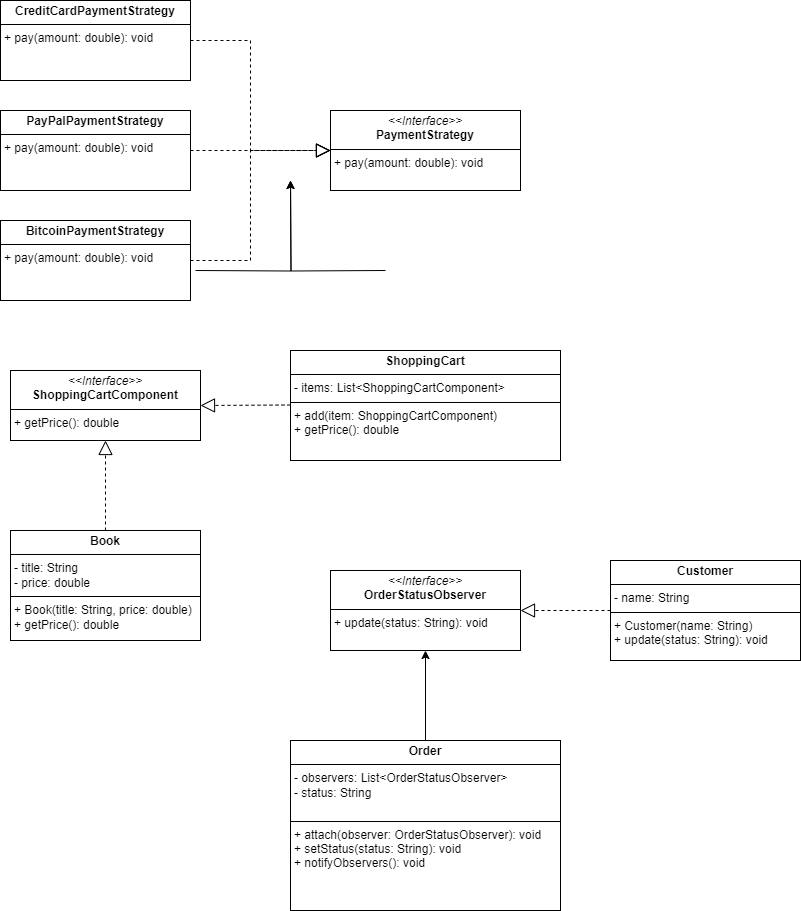 CreditCardPaymentStrategy
+ pay(amount: double): void
PayPalPaymentStrategy
+ pay(amount: double): void
<<Interface>>
PaymentStrategy
+ pay(amount: double): void
BitcoinPaymentStrategy
+ pay(amount: double): void
<<Interface>>
ShoppingCartComponent
+ getPrice(): double
ShoppingCart
- items: List<ShoppingCartComponent>
+ add(item: ShoppingCartComponent)
+ getPrice(): double
Book
- title: String
- price: double
+ Book(title: String, price: double)
+ getPrice(): double
<<Interface>>
OrderStatusObserver
+ update(status: String): void
Customer
- name: String
+ Customer(name: String)
+ update(status: String): void
Order
- observers: List<OrderStatusObserver>
- status: String
+ attach(observer: OrderStatusObserver): void
+ setStatus(status: String): void
+ notifyObservers(): void